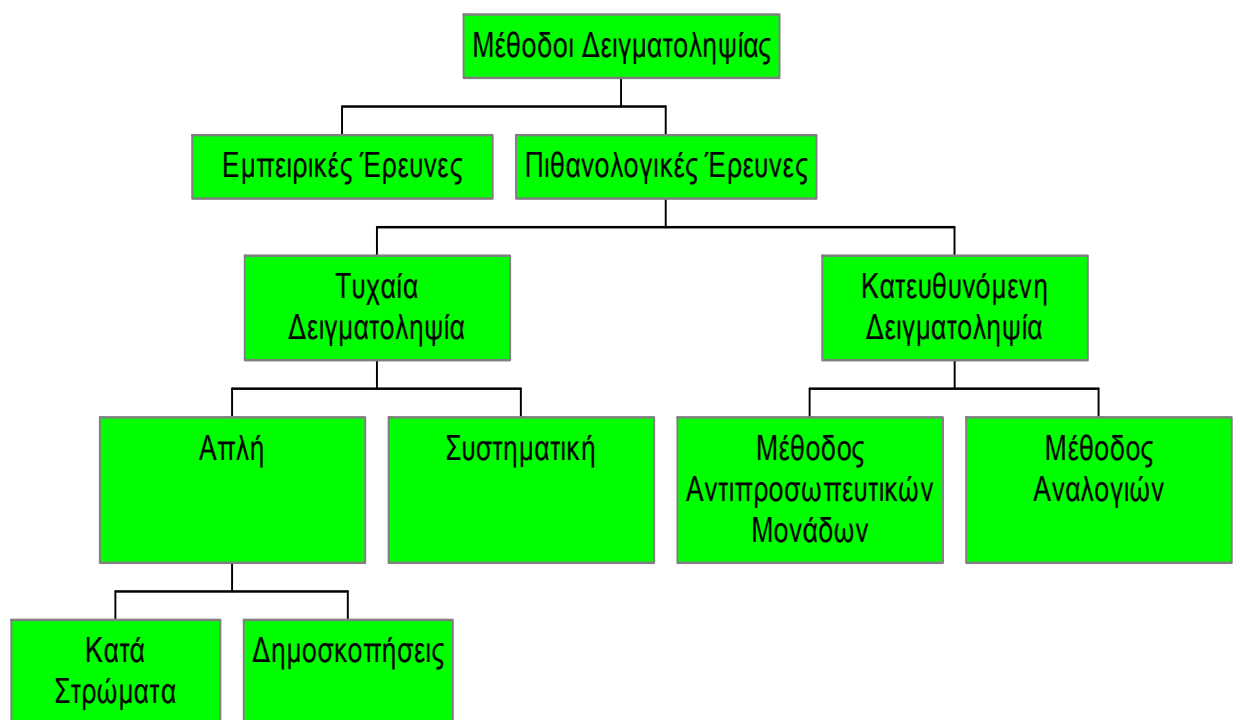 Μέθοδοι Δειγματοληψίας
Εμπειρικές Έρευνες
Πιθανολογικές Έρευνες
Τυχαία
Δειγματοληψία
Κατευθυνόμενη
Δειγματοληψία
Απλή
Συστηματική
Μέθοδος
Αντιπροσωπευτικών
Μονάδων
Μέθοδος
Αναλογιών
Κατά
Στρώματα
Δημοσκοπήσεις